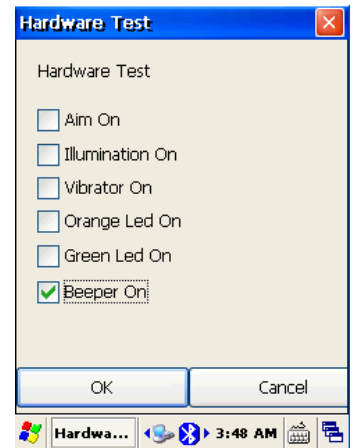 Hardware Test
Hardware Test
Aim On
Illumination On
Vibrator On
Orange Led On
Green Led On
Beeper On
OK Cancel
Hardwa... 3:48 AM